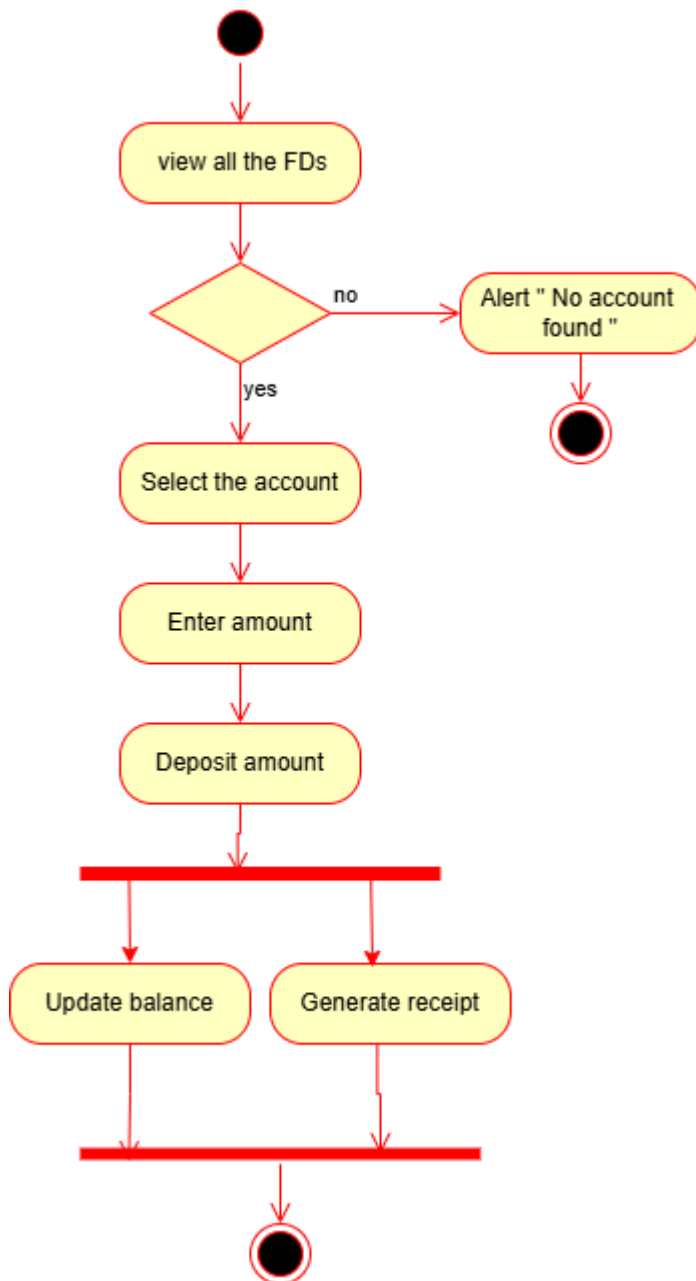 view all the FDs
no
Alert " No account
found "
yes
Select the account
Enter amount
Deposit amount
Update balance
Generate receipt